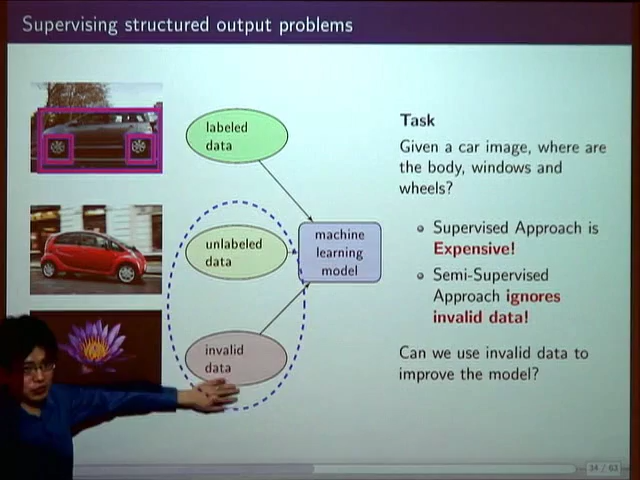 Supervising structured output problems
labeled
data
unlabeled
data
invalid
data
machine
learning
model
Task
Given a car image, where are
the body, windows and
wheels?
Supervised Approach is
Expensive!
Semi-Supervised
Approach ignores
invalid data!
Can we use invalid data to
improve the model?
34 / 63